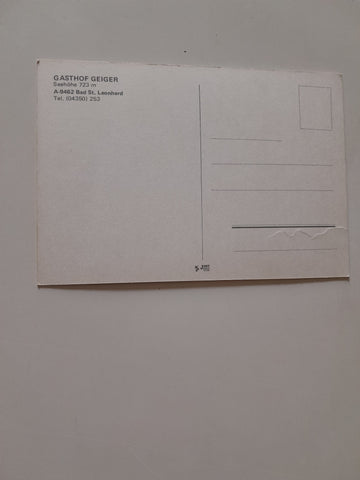 GASTHOF GEIGER
Seehöhe 723 m
A-9462 Bad St. Leonhard
Tel. (04350) 253